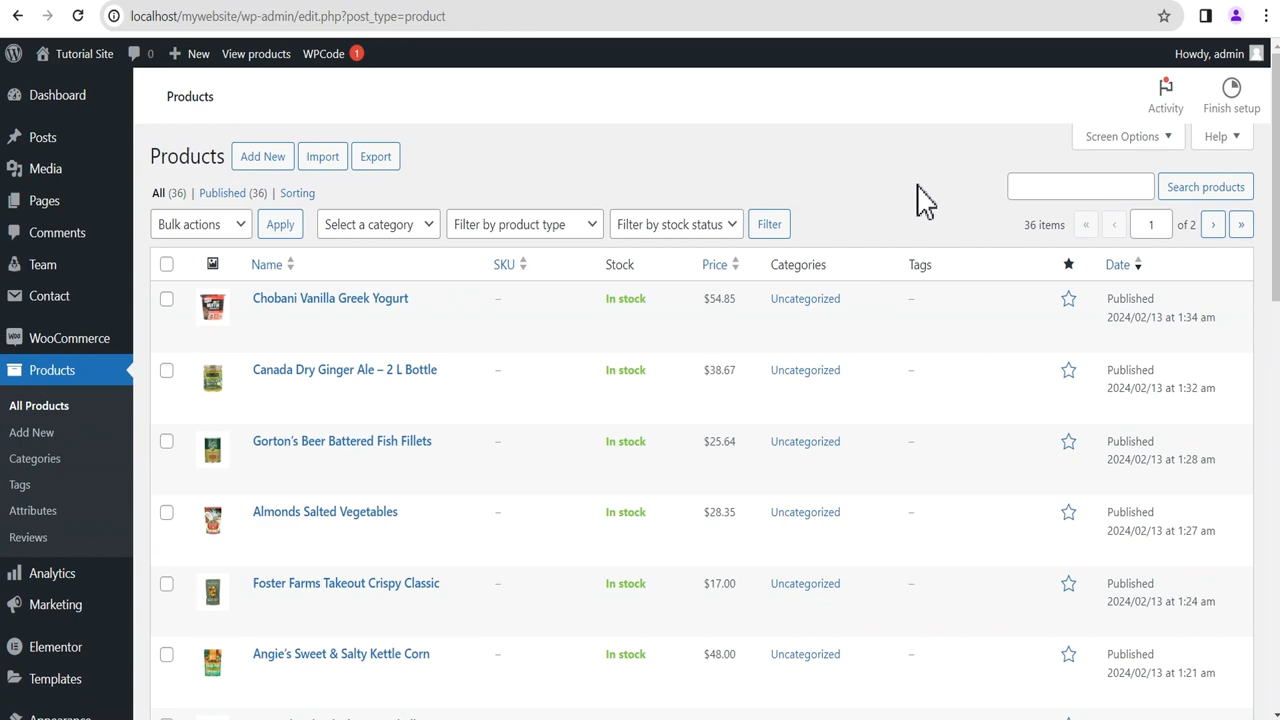 localhost/mywebsite/wp-admin/edit.php?post_type=product
Tutorial Site 0 New View products WPCode 1 Howdy, admin
Dashboard
Posts
Media
Pages
Comments
Team
Contact
WooCommerce
Products
All Products
Add New
Categories
Tags
Attributes
Reviews
Analytics
Marketing
Elementor
Templates
Products
Activity Finish setup
Screen Options Help
Products Add New Import Export
All (36) | Published (36) | Sorting
Search products
Bulk actions Apply Select a category Filter by product type Filter by stock status Filter
36 items « ‹ 1 of 2 › »
Name SKU Stock Price Categories Tags Date
Chobani Vanilla Greek Yogurt – In stock $54.85 Uncategorized – Published
2024/02/13 at 1:34 am
Canada Dry Ginger Ale – 2 L Bottle – In stock $38.67 Uncategorized – Published
2024/02/13 at 1:32 am
Gorton’s Beer Battered Fish Fillets – In stock $25.64 Uncategorized – Published
2024/02/13 at 1:28 am
Almonds Salted Vegetables – In stock $28.35 Uncategorized – Published
2024/02/13 at 1:27 am
Foster Farms Takeout Crispy Classic – In stock $17.00 Uncategorized – Published
2024/02/13 at 1:24 am
Angie’s Sweet & Salty Kettle Corn – In stock $48.00 Uncategorized – Published
2024/02/13 at 1:21 am